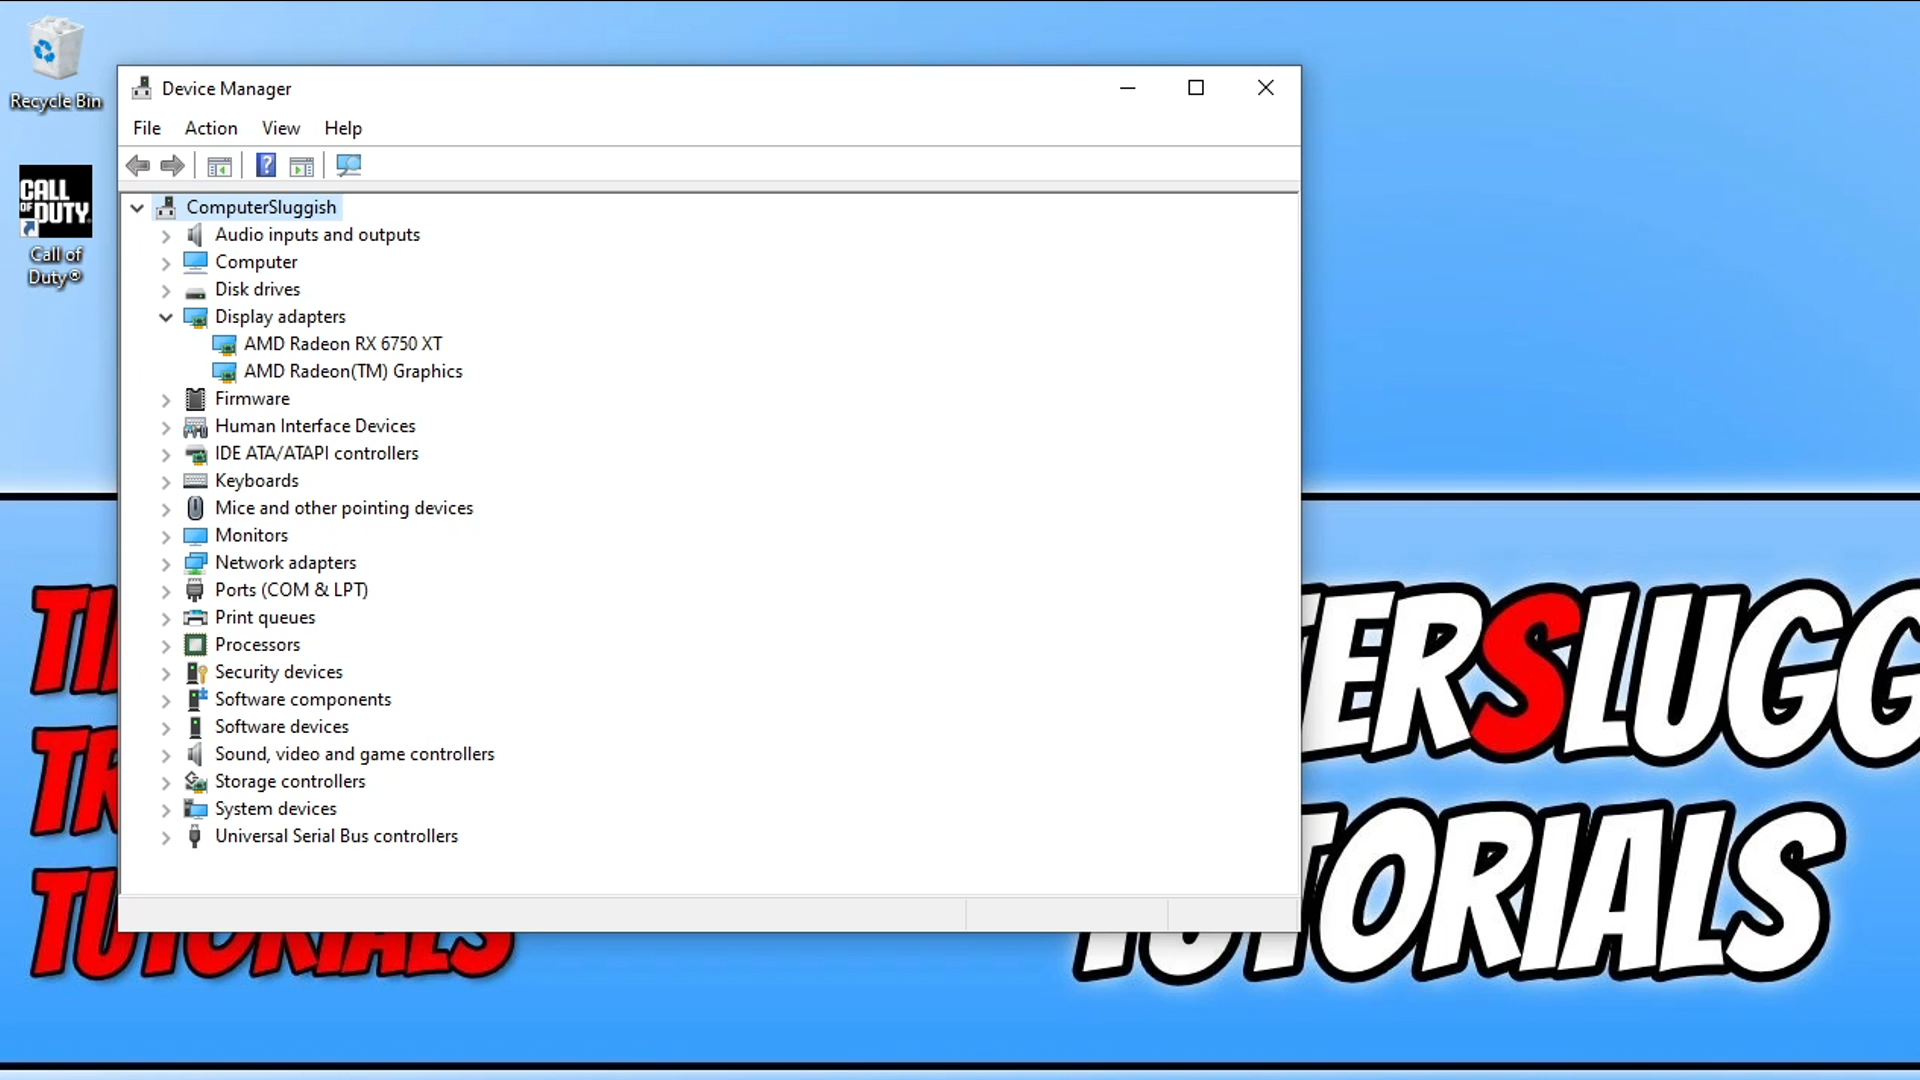 Recycle Bin
CALL
OF DUTY
Call of
Duty®
Device Manager
File Action View Help
ComputerSluggish
Audio inputs and outputs
Computer
Disk drives
Display adapters
AMD Radeon RX 6750 XT
AMD Radeon(TM) Graphics
Firmware
Human Interface Devices
IDE ATA/ATAPI controllers
Keyboards
Mice and other pointing devices
Monitors
Network adapters
Ports (COM & LPT)
Print queues
Processors
Security devices
Software components
Software devices
Sound, video and game controllers
Storage controllers
System devices
Universal Serial Bus controllers
TUTORIALS
TUTORIALS